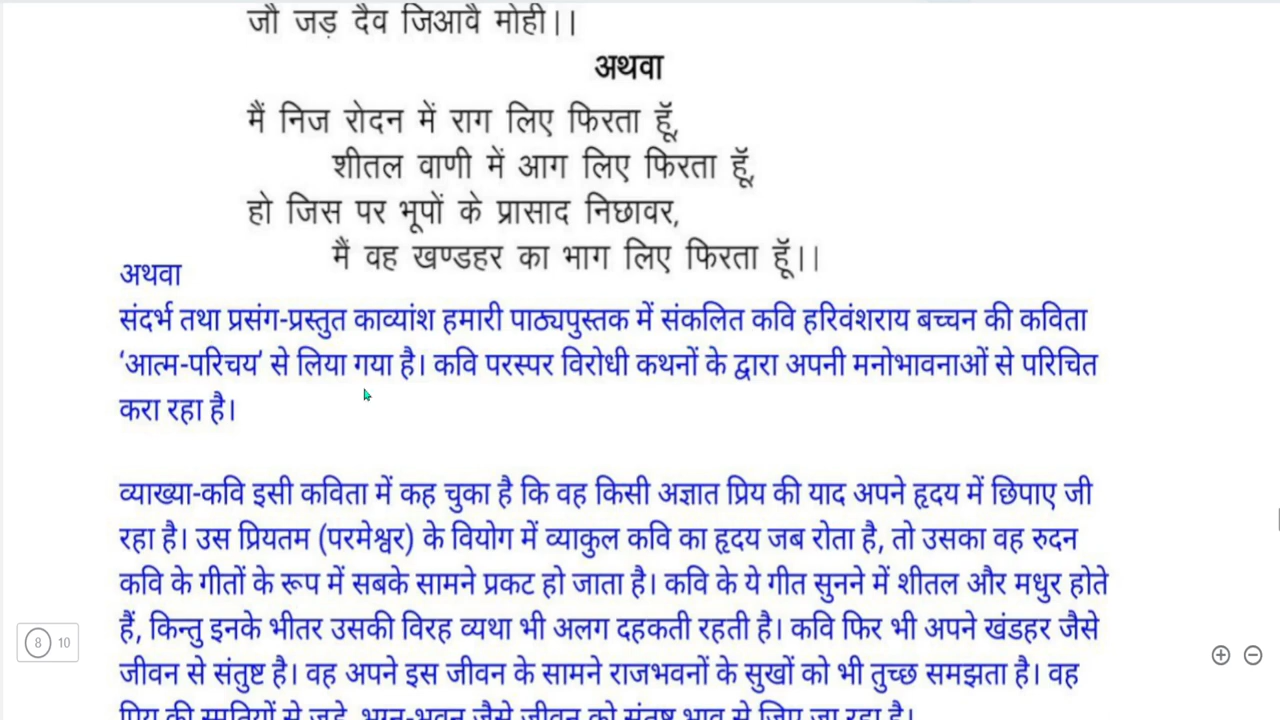 जौ जड़ दैव जिआवै मोही।।
अथवा
मैं निज रोदन में राग लिए फिरता हूँ,
शीतल वाणी में आग लिए फिरता हूँ,
हो जिस पर भूपों के प्रासाद निछावर,
मैं वह खण्डहर का भाग लिए फिरता हूँ।।
अथवा
संदर्भ तथा प्रसंग-प्रस्तुत काव्यांश हमारी पाठ्यपुस्तक में संकलित कवि हरिवंशराय बच्चन की कविता
‘आत्म-परिचय’ से लिया गया है। कवि परस्पर विरोधी कथनों के द्वारा अपनी मनोभावनाओं से परिचित
करा रहा है।
व्याख्या-कवि इसी कविता में कह चुका है कि वह किसी अज्ञात प्रिय की याद अपने हृदय में छिपाए जी
रहा है। उस प्रियतम (परमेश्वर) के वियोग में व्याकुल कवि का हृदय जब रोता है, तो उसका वह रुदन
कवि के गीतों के रूप में सबके सामने प्रकट हो जाता है। कवि के ये गीत सुनने में शीतल और मधुर होते
हैं, किन्तु इनके भीतर उसकी विरह व्यथा भी अलग दहकती रहती है। कवि फिर भी अपने खंडहर जैसे
जीवन से संतुष्ट है। वह अपने इस जीवन के सामने राजभवनों के सुखों को भी तुच्छ समझता है। वह
प्रिय की स्मृतियों से जुड़े, भग्न-भवन जैसे जीवन को संतुष्ट भाव से जिए जा रहा है।
8 10